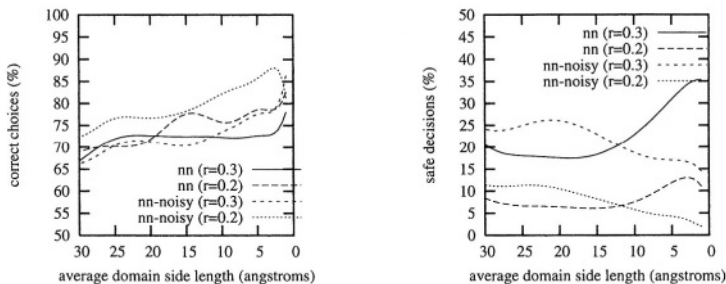 100
95
90
85
80
75
70
65
60
55
50
correct choices (%)
nn (r=0.3)
nn (r=0.2)
nn-noisy (r=0.3)
nn-noisy (r=0.2)
30 25 20 15 10 5 0
average domain side length (angstroms)
50
45
40
35
30
25
20
15
10
5
0
safe decisions (%)
nn (r=0.3)
nn (r=0.2)
nn-noisy (r=0.3)
nn-noisy (r=0.2)
30 25 20 15 10 5 0
average domain side length (angstroms)